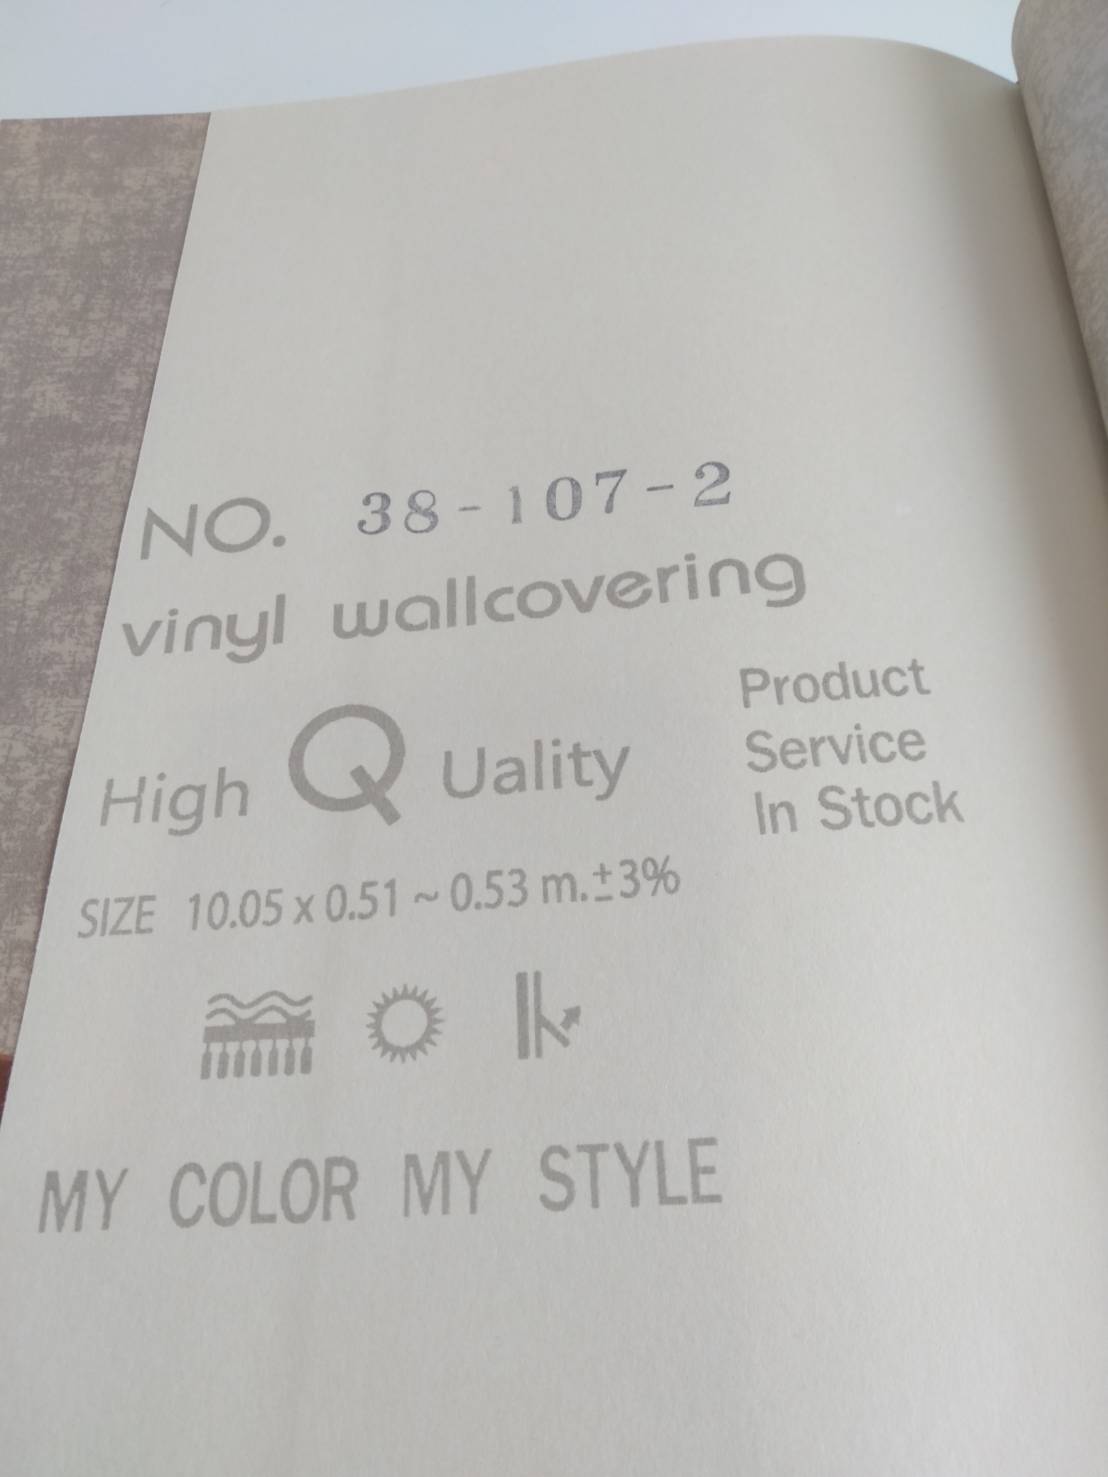 NO. 38-107-2
vinyl wallcovering
High QUality
Product
Service
In Stock
SIZE 10.05 x 0.51 ~ 0.53 m.±3%
MY COLOR MY STYLE